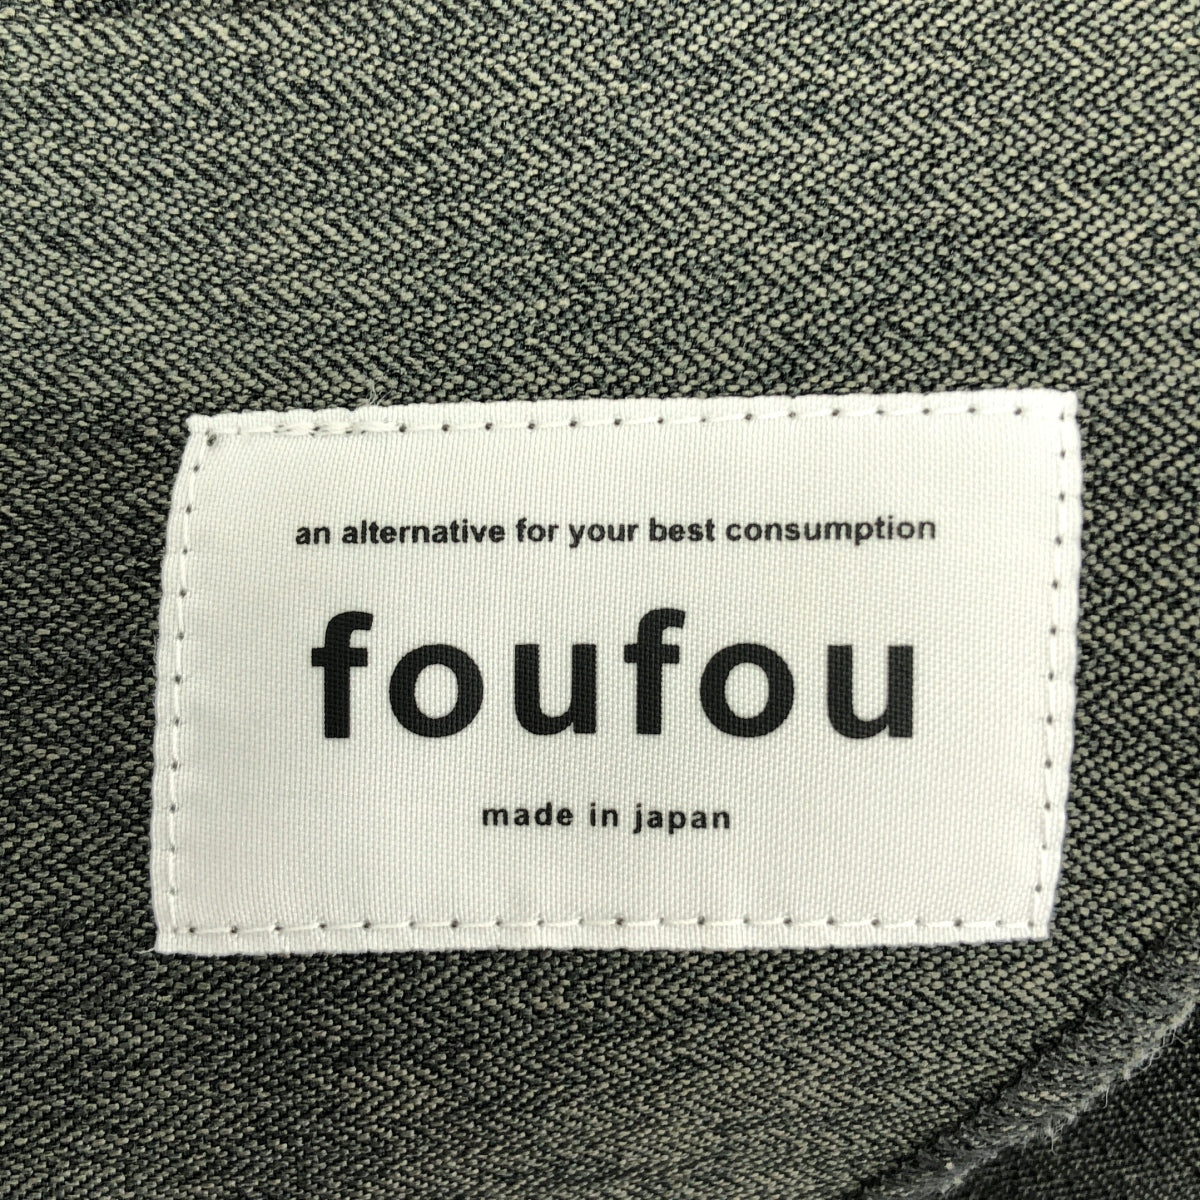 an alternative for your best consumption
foufou
made in japan